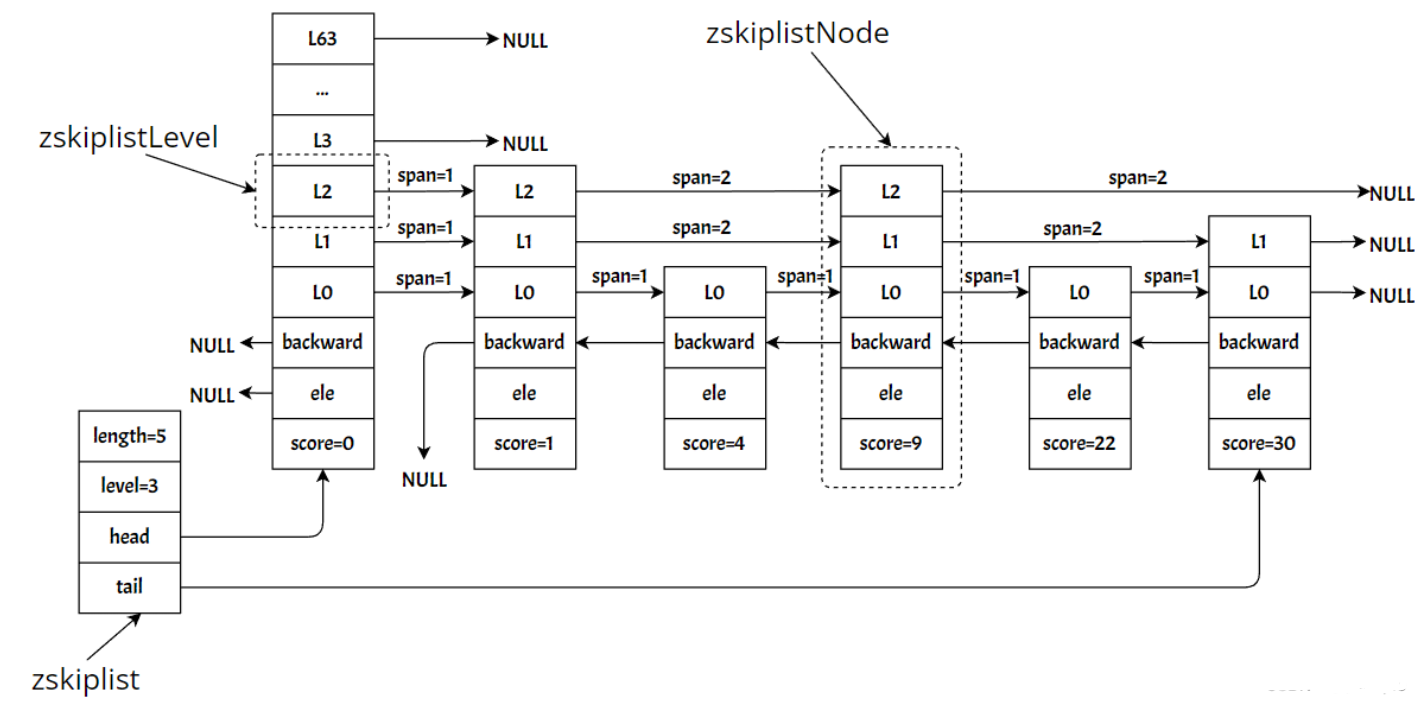 L63
NULL
zskiplistNode
...
zskiplistLevel
L3
NULL
L2
span=1
L2
span=2
L2
span=2
NULL
L1
span=1
L1
span=2
L1
span=2
L1
NULL
L0
span=1
L0
span=1
L0
span=1
L0
span=1
L0
span=1
L0
NULL
NULL
backward
backward
backward
backward
backward
backward
NULL
ele
ele
ele
ele
ele
ele
score=0
score=1
score=4
score=9
score=22
score=30
NULL
length=5
level=3
head
tail
zskiplist